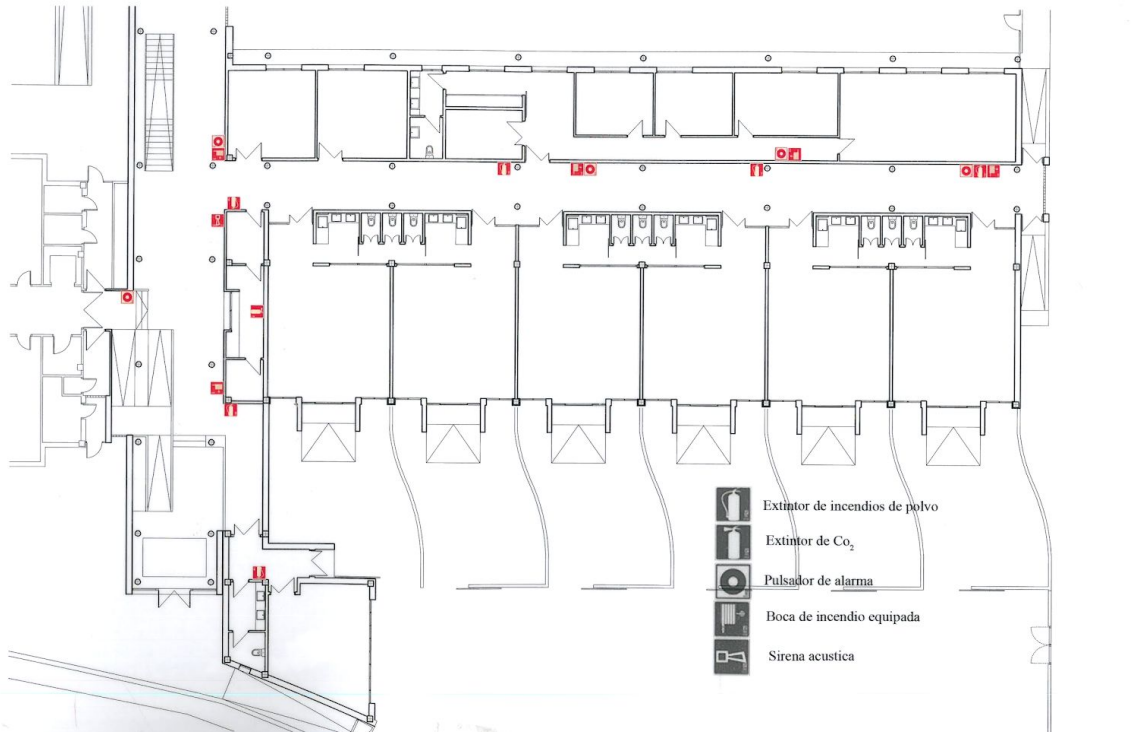 Extintor de incendios de polvo
Extintor de Co₂
Pulsador de alarma
Boca de incendio equipada
Sirena acustica